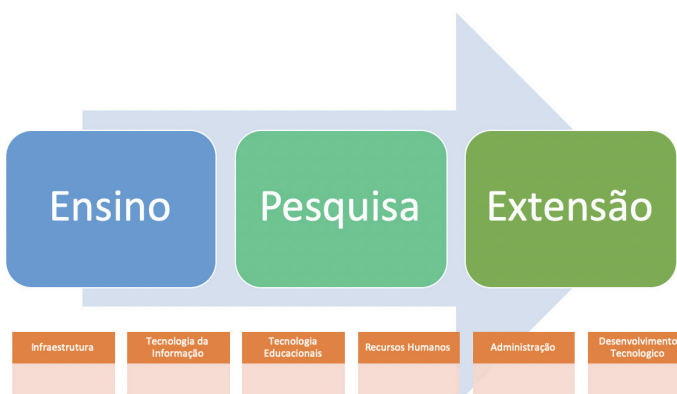 Ensino
Pesquisa
Extensão
Infraestrutura
Tecnologia da
Informação
Tecnologia
Educacionais
Recursos Humanos
Administração
Desenvolvimento
Tecnologico